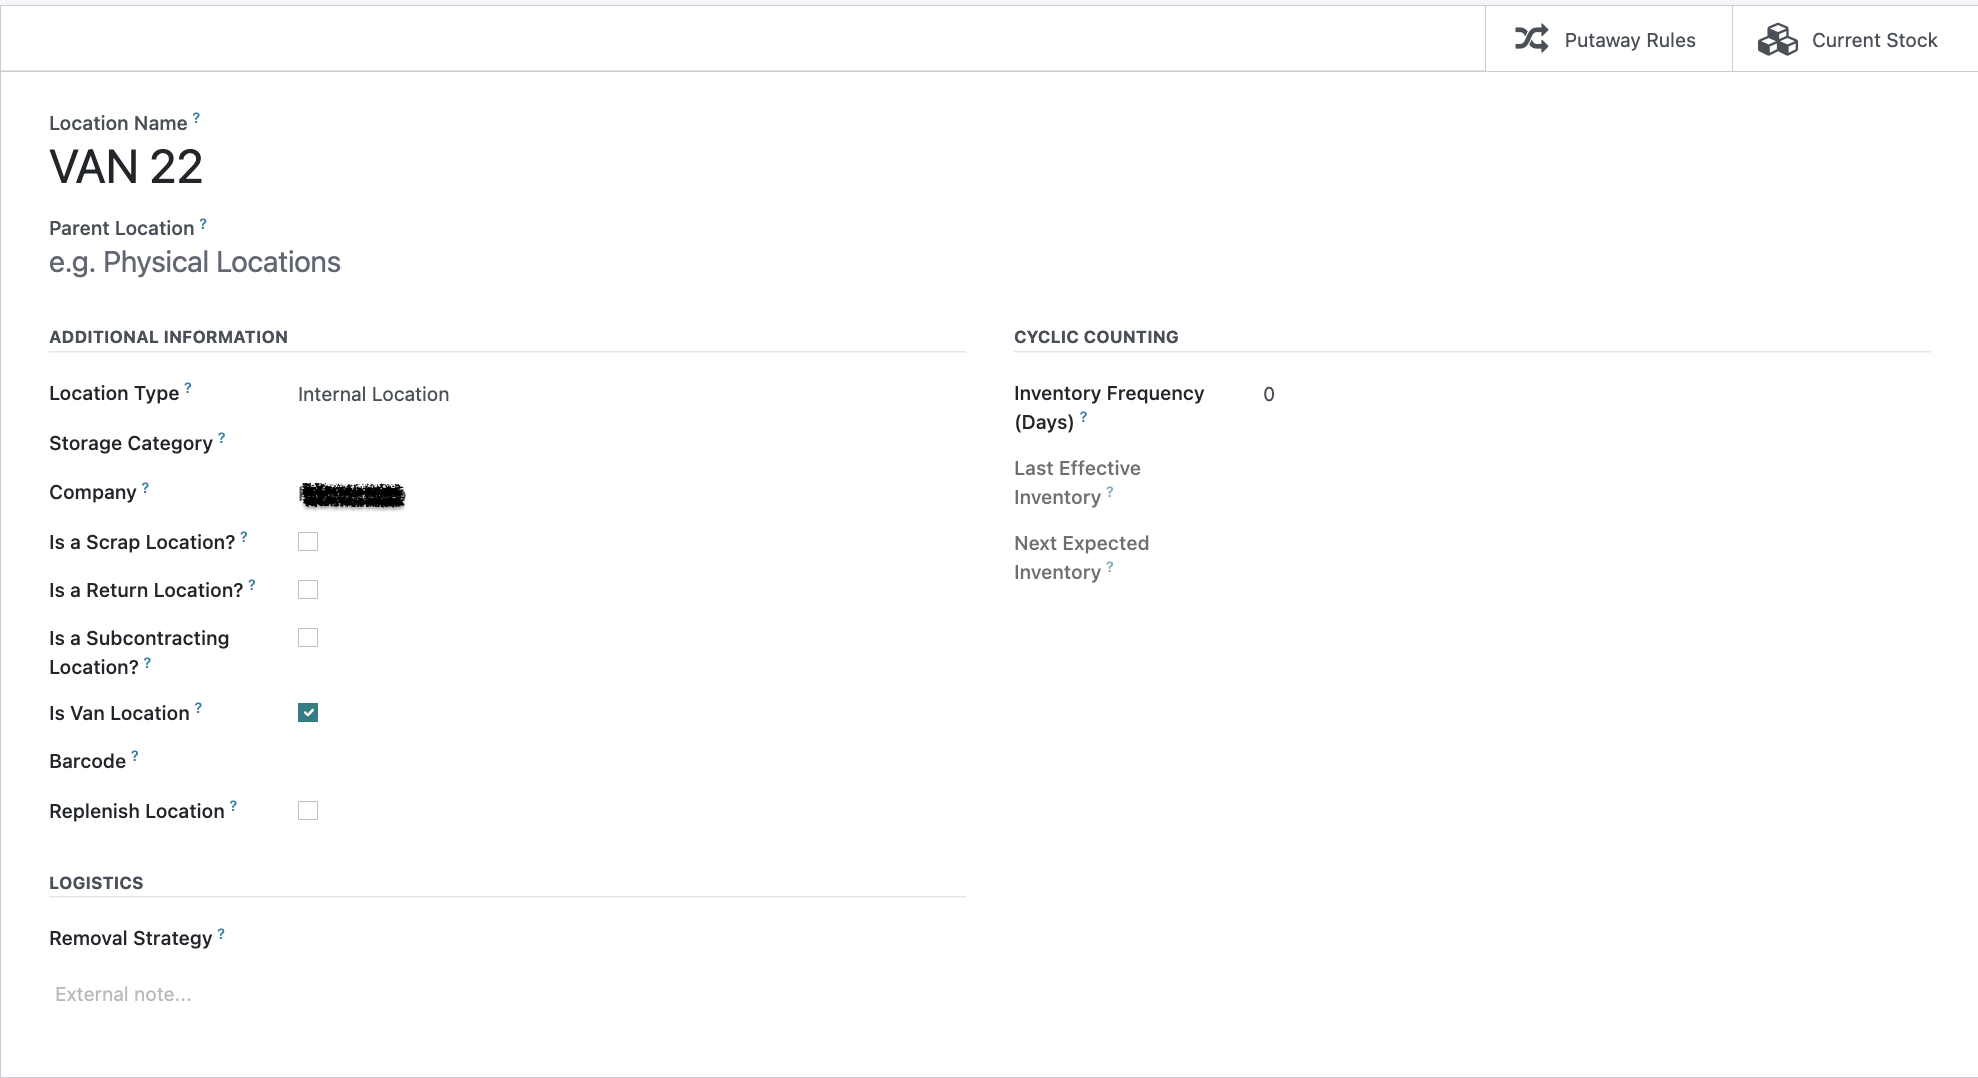 Putaway Rules
Current Stock
Location Name ?
VAN 22
Parent Location ?
e.g. Physical Locations
ADDITIONAL INFORMATION
Location Type ?
Internal Location
Storage Category ?
Company ?
Is a Scrap Location? ?
Is a Return Location? ?
Is a Subcontracting
Location? ?
Is Van Location ?
Barcode ?
Replenish Location ?
LOGISTICS
Removal Strategy ?
External note...
CYCLIC COUNTING
Inventory Frequency
(Days) ?
0
Last Effective
Inventory ?
Next Expected
Inventory ?